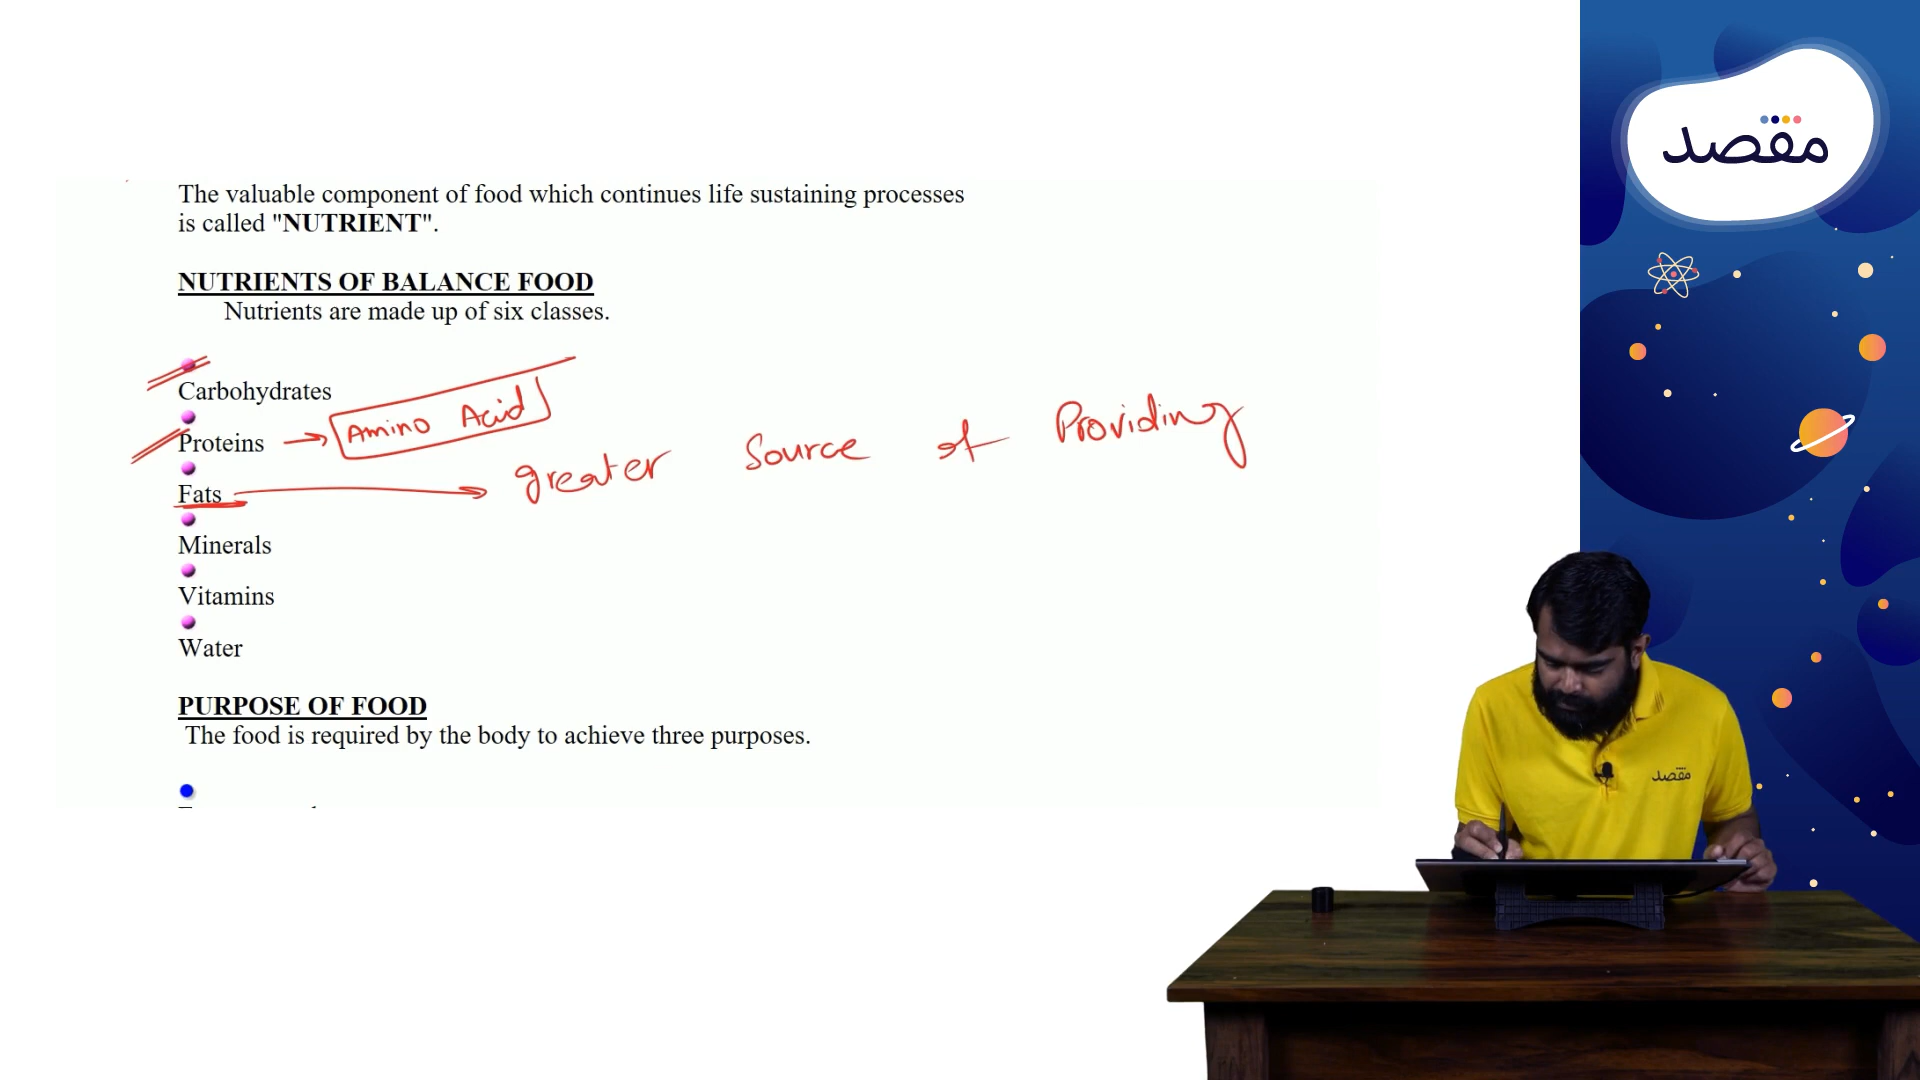 مقصد
The valuable component of food which continues life sustaining processes
is called "NUTRIENT".
NUTRIENTS OF BALANCE FOOD
Nutrients are made up of six classes.
Carbohydrates
Proteins → Amino Acid
Fats → greater Source of Providing
Minerals
Vitamins
Water
PURPOSE OF FOOD
The food is required by the body to achieve three purposes.
مقصد